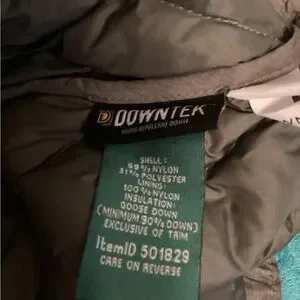 DOWNTEK
WATER REPELLENT DOWN
SHELL:
69% NYLON
31% POLYESTER
LINING:
100% NYLON
INSULATION:
GOOSE DOWN
(MINIMUM 90% DOWN)
EXCLUSIVE OF TRIM
ItemID 501829
CARE ON REVERSE